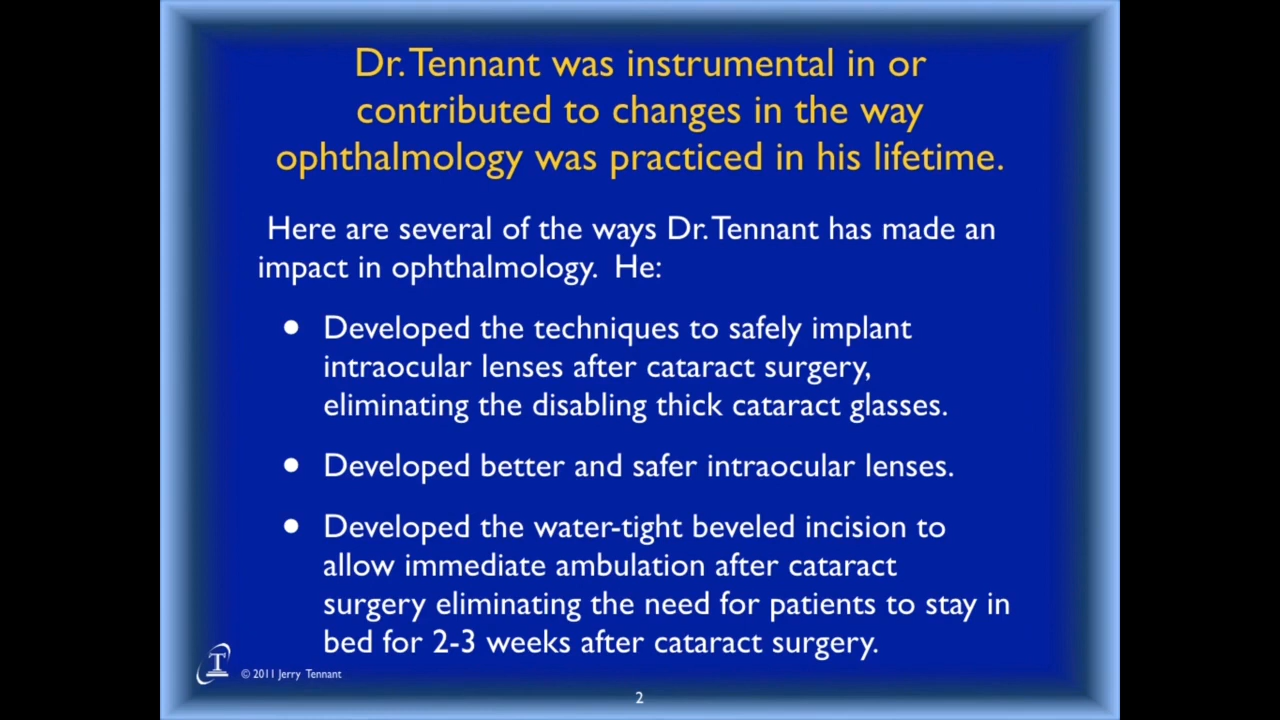 Dr. Tennant was instrumental in or
contributed to changes in the way
ophthalmology was practiced in his lifetime.
Here are several of the ways Dr. Tennant has made an
impact in ophthalmology. He:
• Developed the techniques to safely implant
intraocular lenses after cataract surgery,
eliminating the disabling thick cataract glasses.
• Developed better and safer intraocular lenses.
• Developed the water-tight beveled incision to
allow immediate ambulation after cataract
surgery eliminating the need for patients to stay in
bed for 2-3 weeks after cataract surgery.
T
© 2011 Jerry Tennant
2